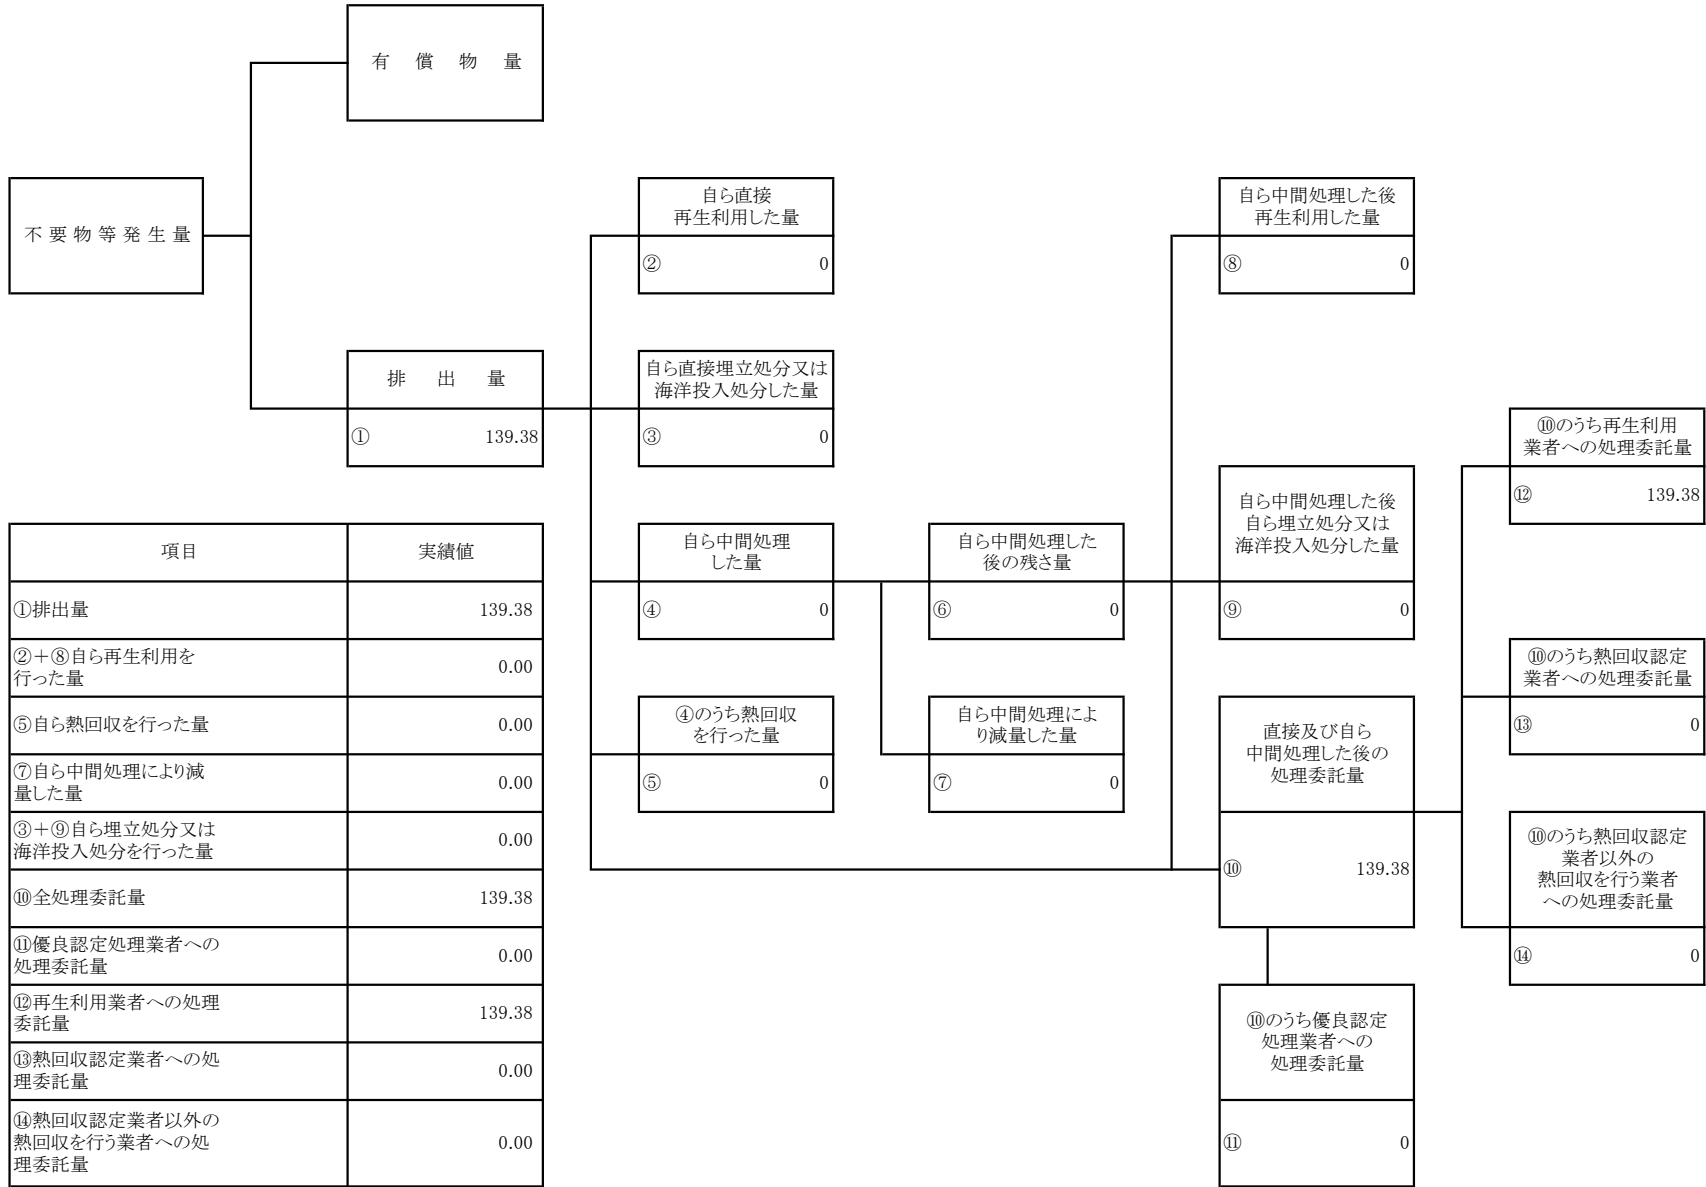 有償物量
不要物等発生量
自ら直接
再生利用した量
② 0
自ら中間処理した後
再生利用した量
⑧ 0
排出量
① 139.38
自ら直接埋立処分又は
海洋投入処分した量
③ 0
⑩のうち再生利用
業者への処理委託量
⑫ 139.38
自ら中間処理した後
自ら埋立処分又は
海洋投入処分した量
⑨ 0
自ら中間処理
した量
④ 0
自ら中間処理した
後の残さ量
⑥ 0
⑩のうち熱回収認定
業者への処理委託量
⑬ 0
④のうち熱回収
を行った量
⑤ 0
自ら中間処理によ
り減量した量
⑦ 0
直接及び自ら
中間処理した後の
処理委託量
⑩ 139.38
⑩のうち熱回収認定
業者以外の
熱回収を行う業者
への処理委託量
⑭ 0
⑩のうち優良認定
処理業者への
処理委託量
⑪ 0
項目 実績値
①排出量 139.38
②＋⑧自ら再生利用を
行った量 0.00
⑤自ら熱回収を行った量 0.00
⑦自ら中間処理により減
量した量 0.00
③＋⑨自ら埋立処分又は
海洋投入処分を行った量 0.00
⑩全処理委託量 139.38
⑪優良認定処理業者への
処理委託量 0.00
⑫再生利用業者への処理
委託量 139.38
⑬熱回収認定業者への処
理委託量 0.00
⑭熱回収認定業者以外の
熱回収を行う業者への処
理委託量 0.00